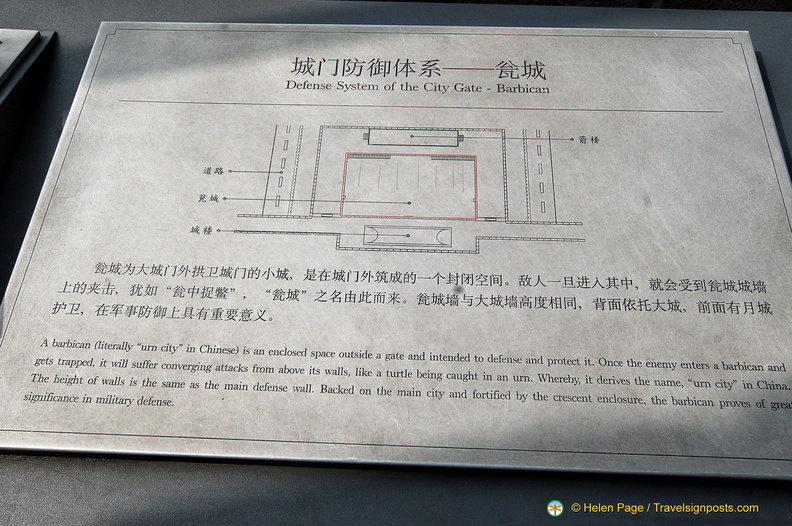 城门防御体系——瓮城
Defense System of the City Gate - Barbican
箭楼
道路
瓮城
城楼
瓮城为大城门外拱卫城门的小城，是在城门外筑成的一个封闭空间。敌人一旦进入其中，就会受到瓮城城墙
上的夹击，犹如“瓮中捉鳖”，“瓮城”之名由此而来。瓮城墙与大城墙高度相同，背面依托大城，前面有月城
护卫，在军事防御上具有重要意义。
A barbican (literally “urn city” in Chinese) is an enclosed space outside a gate and intended to defense and protect it. Once the enemy enters a barbican and
gets trapped, it will suffer converging attacks from above its walls, like a turtle being caught in an urn. Whereby, it derives the name, “urn city” in China.
The height of walls is the same as the main defense wall. Backed on the main city and fortified by the crescent enclosure, the barbican proves of great
significance in military defense.
© Helen Page / Travelsignposts.com